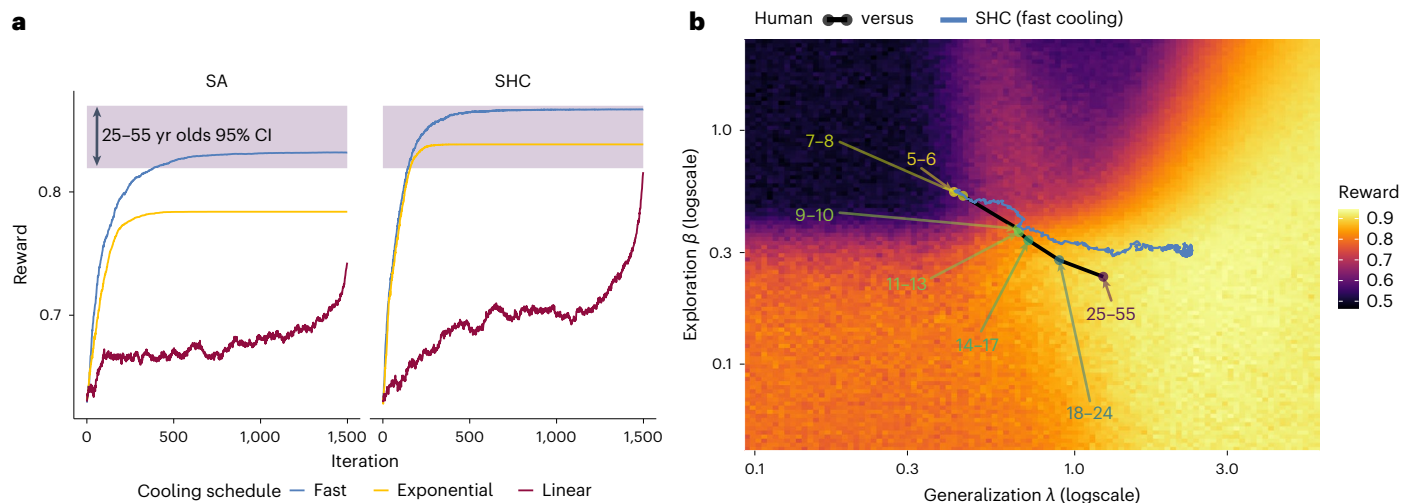 a
SA
SHC
25–55 yr olds 95% CI
Reward
0.8
0.7
0
500
1,000
1,500
0
500
1,000
1,500
Iteration
Cooling schedule
Fast
Exponential
Linear
b
Human
versus
SHC (fast cooling)
Exploration β (logscale)
1.0
0.3
0.1
7–8
5–6
9–10
11–13
14–17
25–55
18–24
0.1
0.3
1.0
3.0
Generalization λ (logscale)
Reward
0.9
0.8
0.7
0.6
0.5